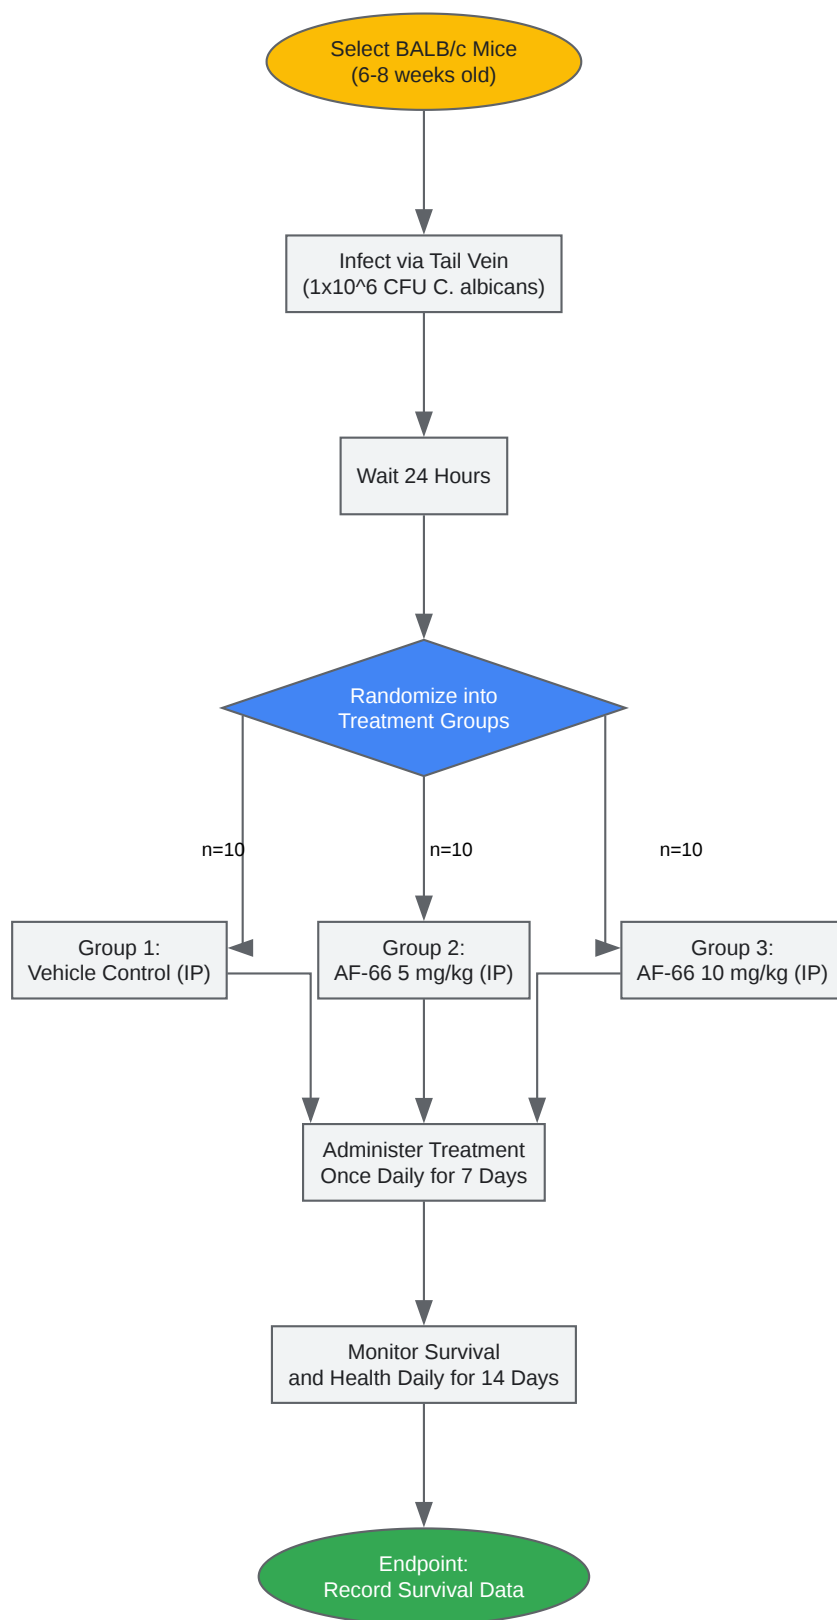 Select BALB/c Mice
(6-8 weeks old)
Infect via Tail Vein
(1x10^6 CFU C. albicans)
Wait 24 Hours
Randomize into
Treatment Groups
n=10
n=10
n=10
Group 1:
Vehicle Control (IP)
Group 2:
AF-66 5 mg/kg (IP)
Group 3:
AF-66 10 mg/kg (IP)
Administer Treatment
Once Daily for 7 Days
Monitor Survival
and Health Daily for 14 Days
Endpoint:
Record Survival Data